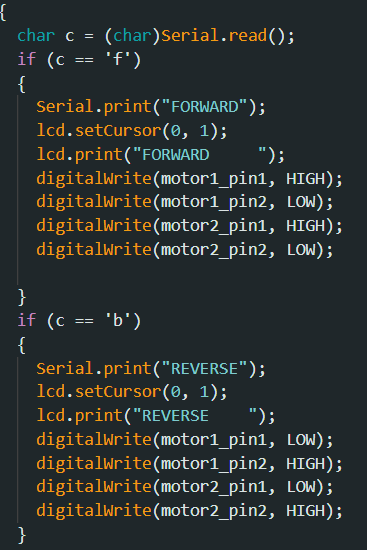 {
  char c = (char)Serial.read();
  if (c == 'f')
  {
    Serial.print("FORWARD");
    lcd.setCursor(0, 1);
    lcd.print("FORWARD     ");
    digitalWrite(motor1_pin1, HIGH);
    digitalWrite(motor1_pin2, LOW);
    digitalWrite(motor2_pin1, HIGH);
    digitalWrite(motor2_pin2, LOW);

  }
  if (c == 'b')
  {
    Serial.print("REVERSE");
    lcd.setCursor(0, 1);
    lcd.print("REVERSE    ");
    digitalWrite(motor1_pin1, LOW);
    digitalWrite(motor1_pin2, HIGH);
    digitalWrite(motor2_pin1, LOW);
    digitalWrite(motor2_pin2, HIGH);
  }